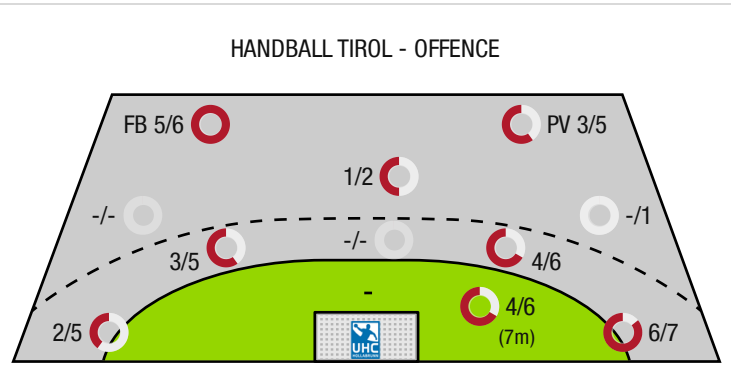 HANDBALL TIROL - OFFENCE
FB 5/6
PV 3/5
1/2
-/-
-/1
3/5
-/-
4/6
-
4/6
(7m)
2/5
6/7
UHC
HOLLABRUNN